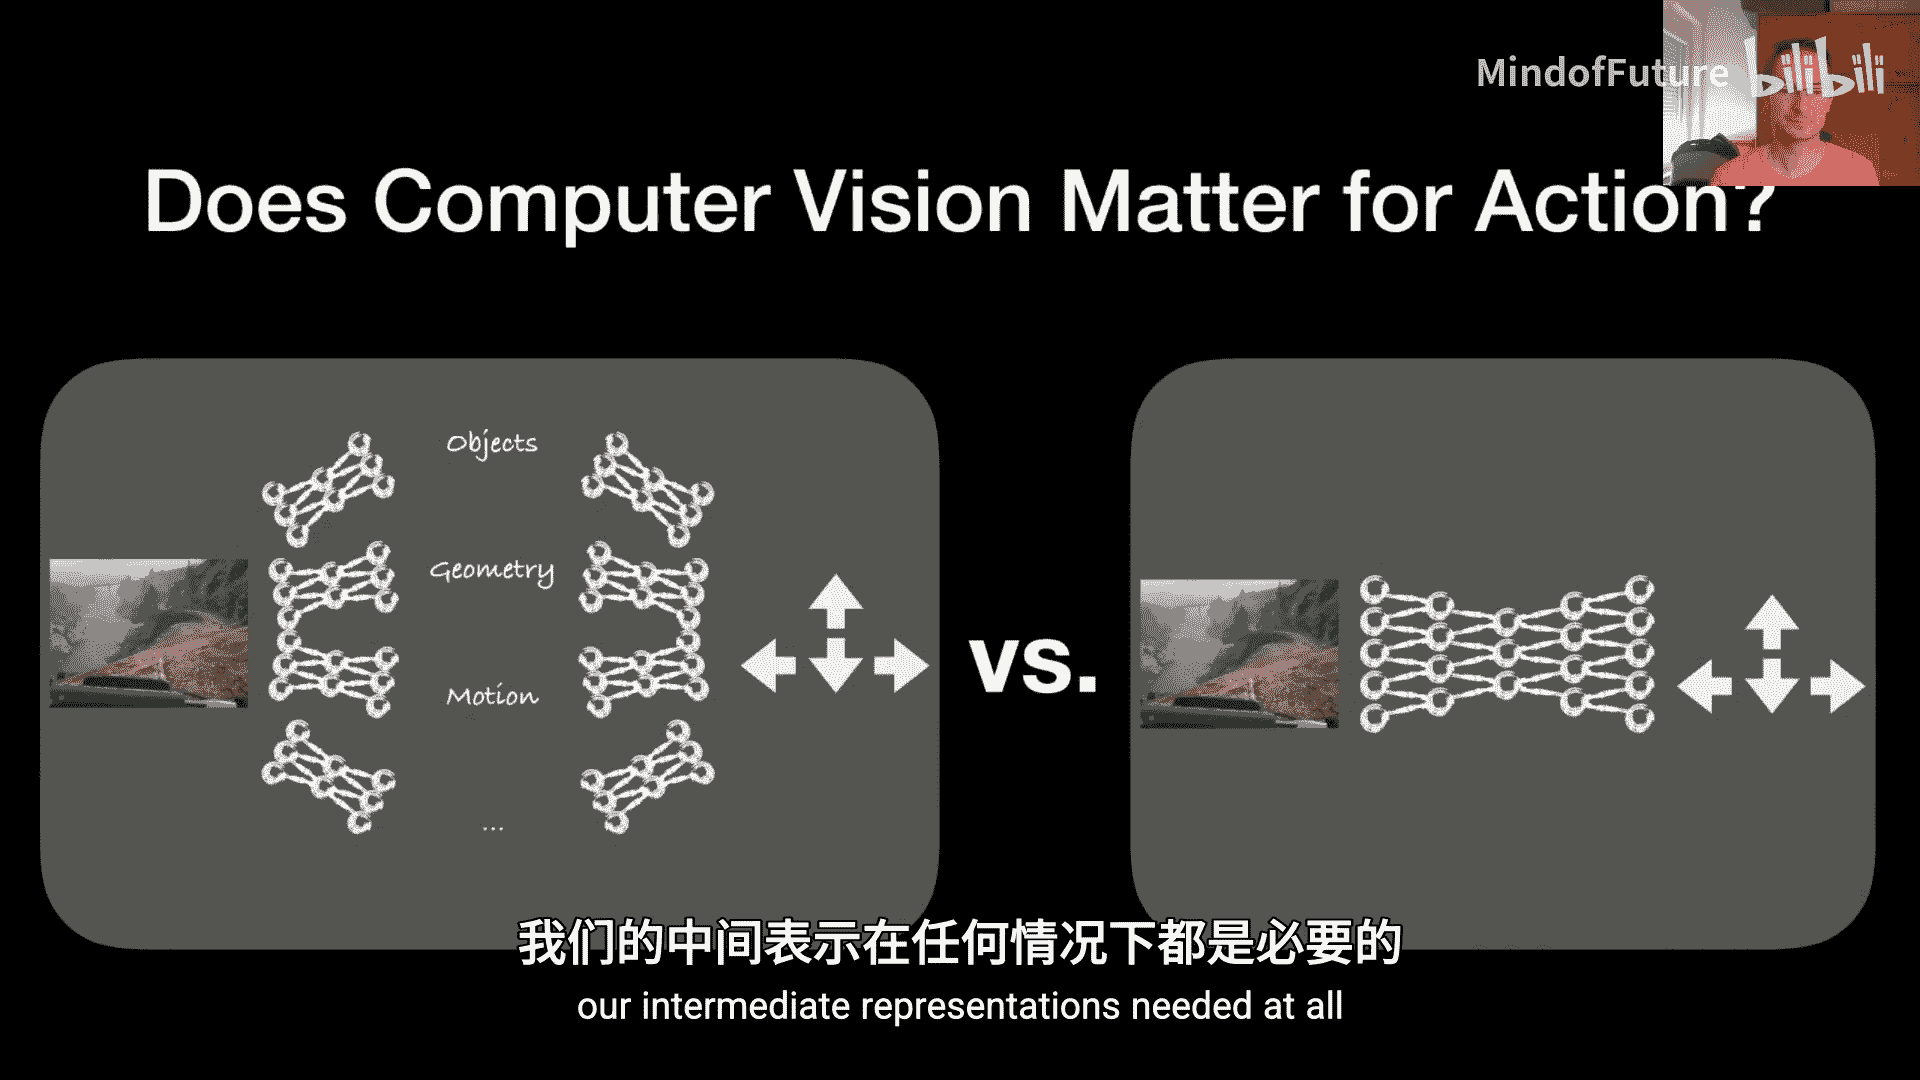 MindofFuture bilibili
Does Computer Vision Matter for Action?
Objects
Geometry
vs.
Motion
...
我们的中间表示在任何情况下都是必要的
our intermediate representations needed at all